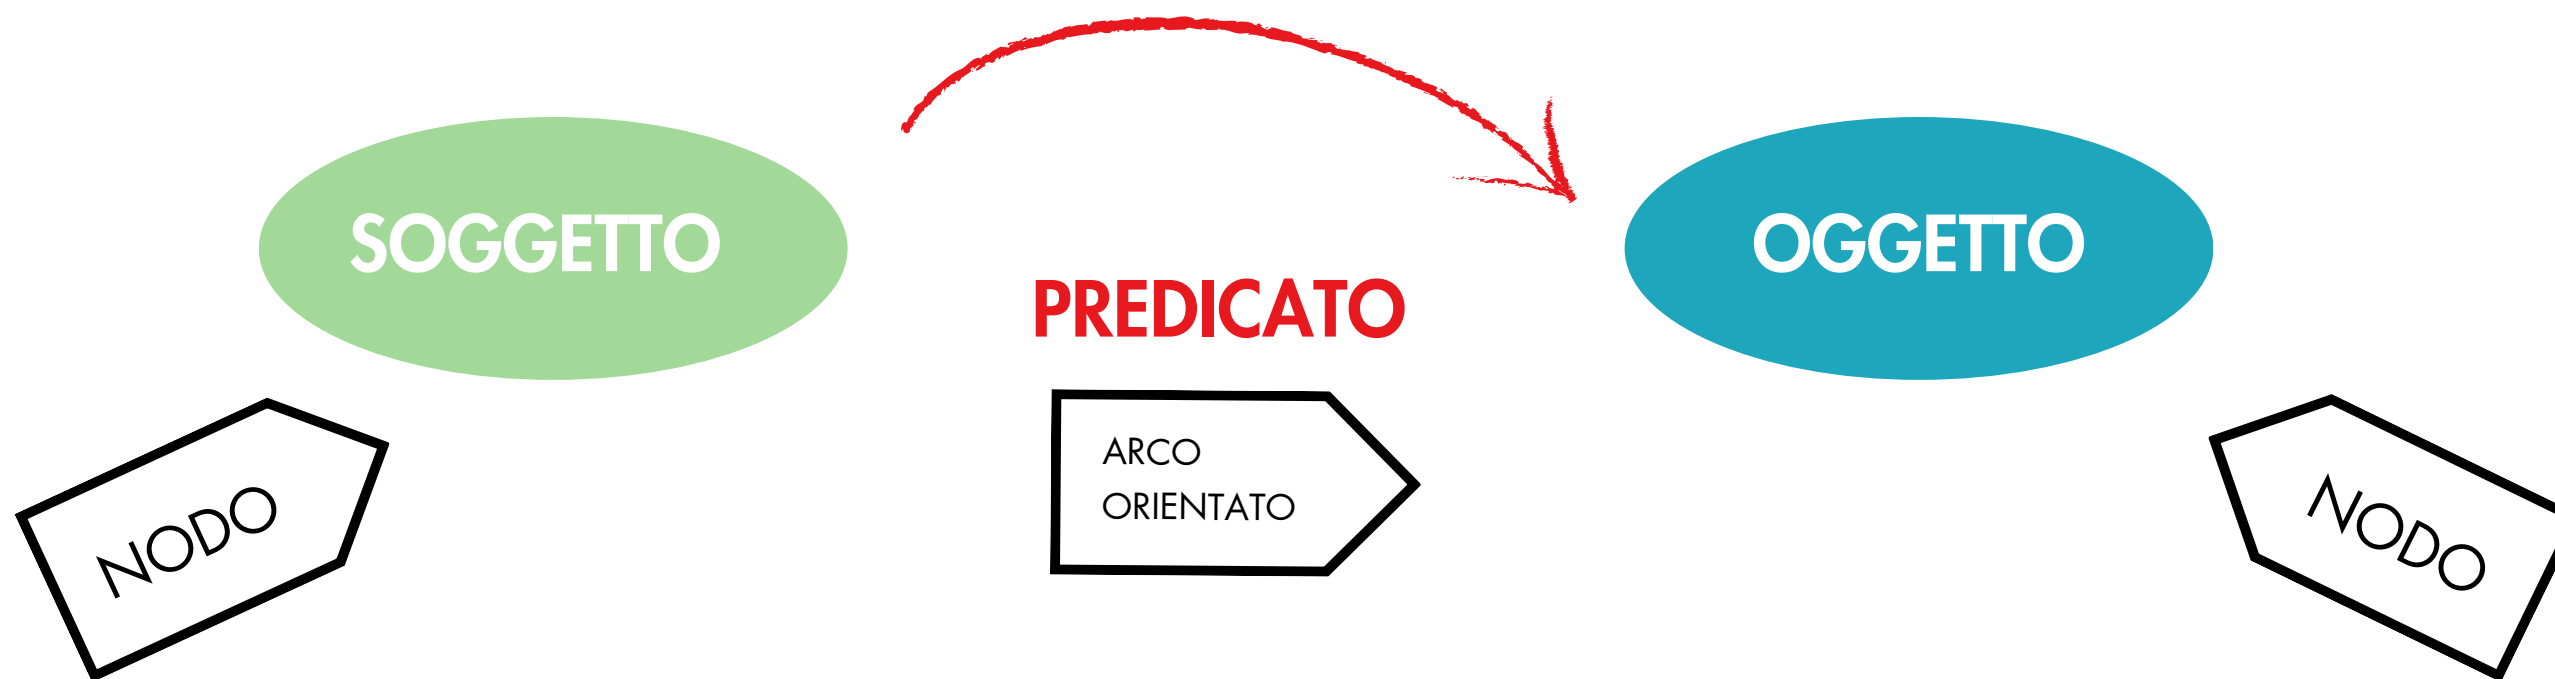 SOGGETTO
OGGETTO
PREDICATO
ARCO
ORIENTATO
NODO
NODO